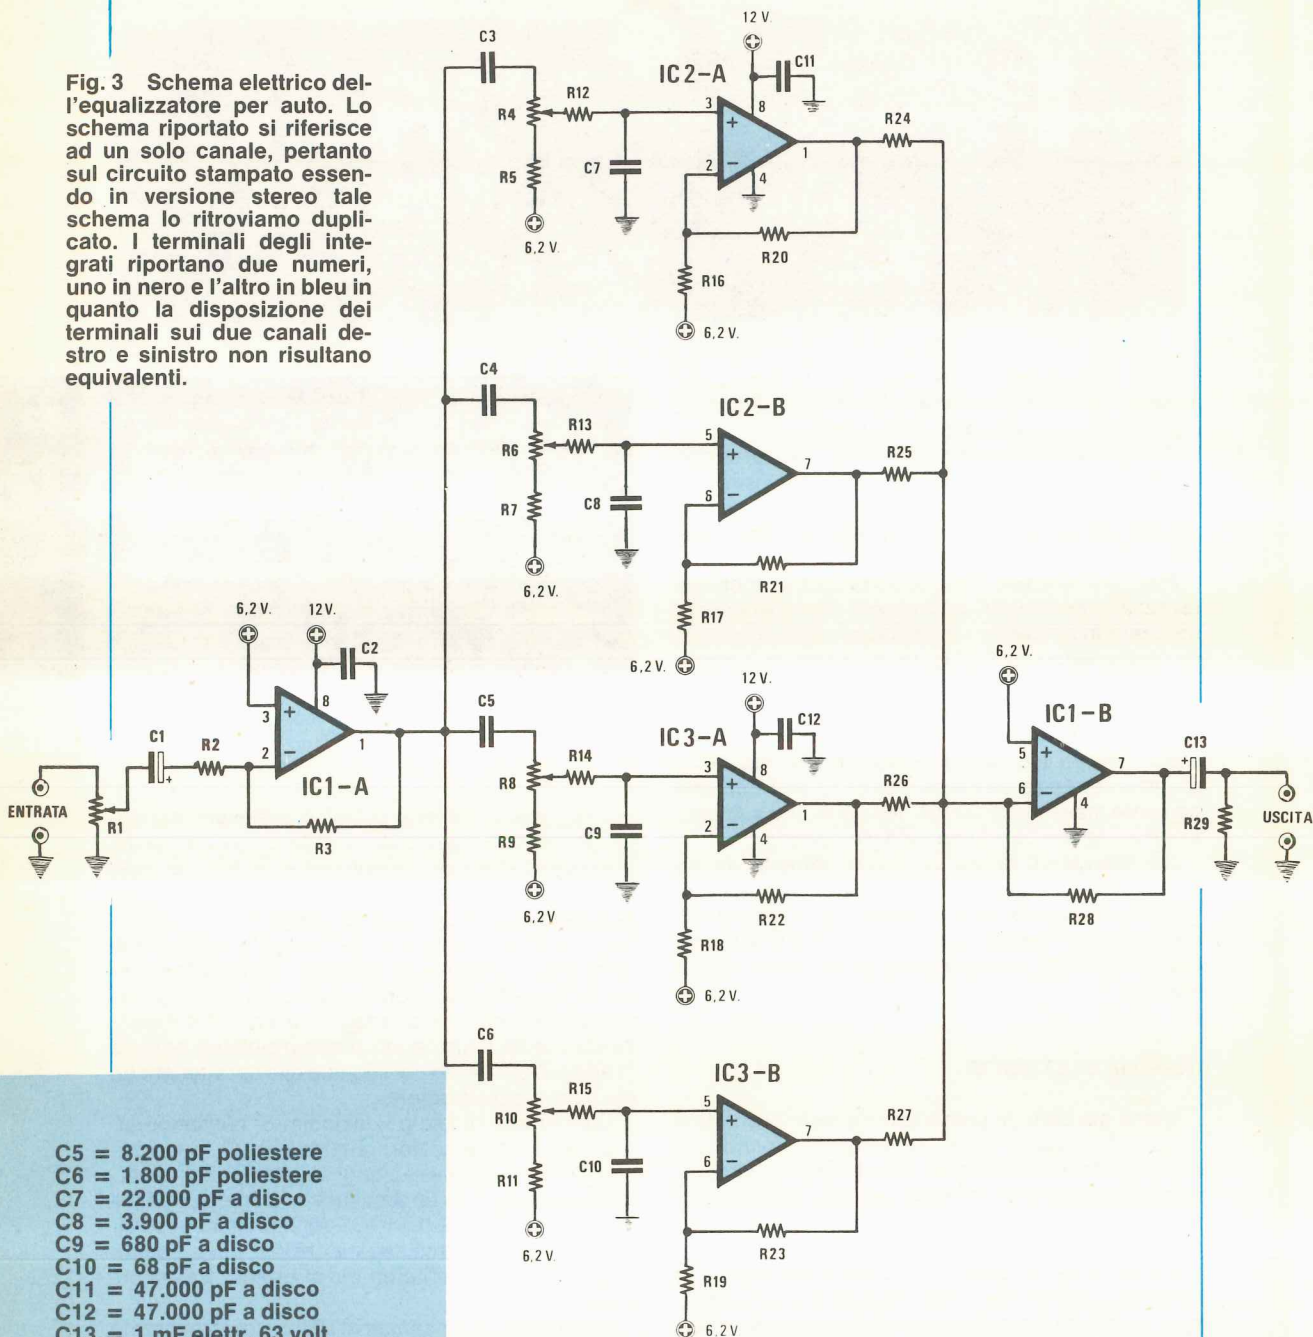 Fig. 3 Schema elettrico del-
l'equalizzatore per auto. Lo
schema riportato si riferisce
ad un solo canale, pertanto
sul circuito stampato essen-
do in versione stereo tale
schema lo ritroviamo dupli-
cato. I terminali degli inte-
grati riportano due numeri,
uno in nero e l'altro in bleu in
quanto la disposizione dei
terminali sui due canali de-
stro e sinistro non risultano
equivalenti.
C3
R4
R5
6,2 V.
R12
C7
IC2-A
12 V.
C11
3
2
8
4
1
R24
R20
R16
6,2 V.
C4
R6
R7
6,2 V.
R13
C8
IC2-B
5
6
7
R25
R21
R17
6,2 V.
ENTRATA
R1
C1
+
R2
6,2 V.
12V.
C2
3
2
8
1
IC1-A
R3
C5
R8
R9
6,2V
R14
C9
IC3-A
12 V.
C12
3
2
8
4
1
R26
R22
R18
6,2 V.
6,2 V.
IC1-B
5
6
7
4
R28
C13
+
R29
USCITA
C6
R10
R11
6,2 V.
R15
C10
IC3-B
5
6
7
R27
R23
R19
6,2 V
C5 = 8.200 pF poliestere
C6 = 1.800 pF poliestere
C7 = 22.000 pF a disco
C8 = 3.900 pF a disco
C9 = 680 pF a disco
C10 = 68 pF a disco
C11 = 47.000 pF a disco
C12 = 47.000 pF a disco
C13 = 1 mF elettr. 63 volt